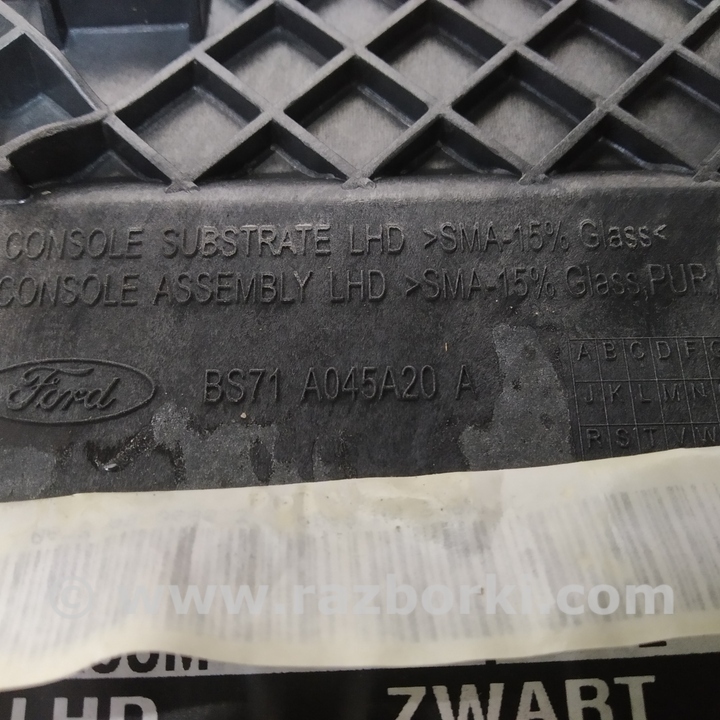 CONSOLE SUBSTRATE LHD >SMA-15% Glass<
CONSOLE ASSEMBLY LHD >SMA-15% Glass,PUR,
Ford
BS71 A045A20 A
A B C D F G
J K L M N
R S T V W
© www.razborki.com
LHD ZWART